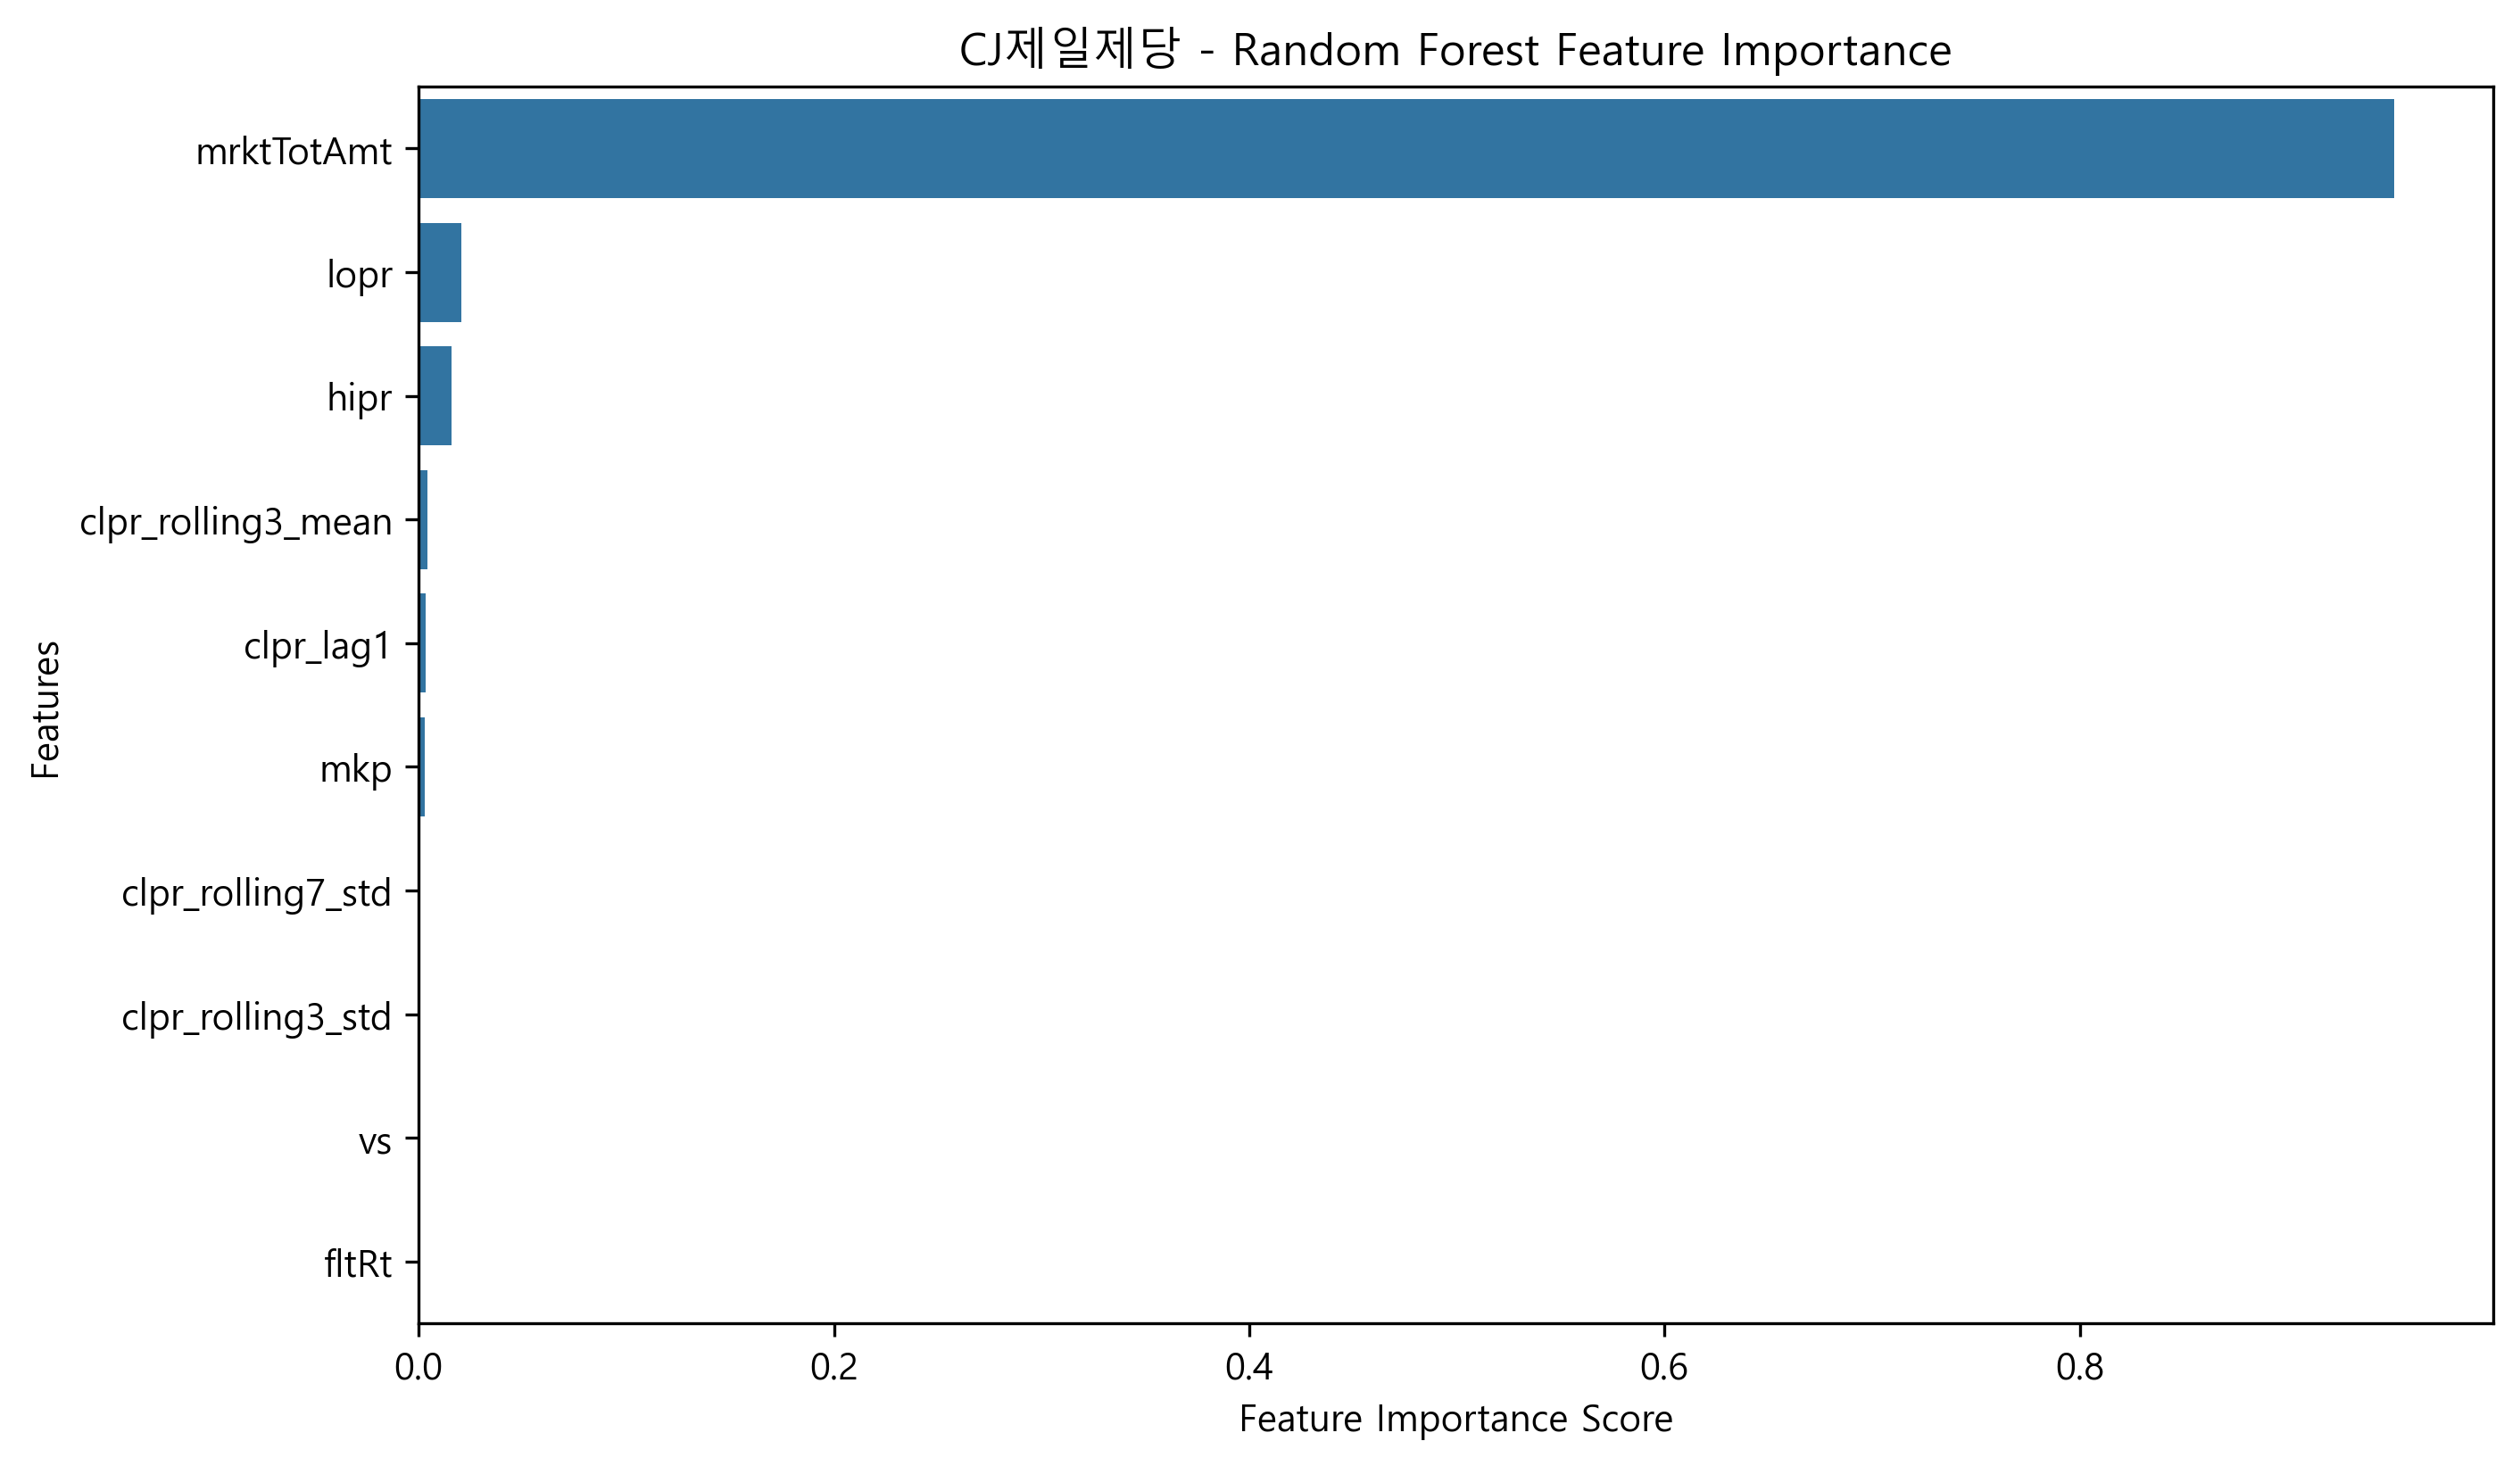 CJ제일제당 - Random Forest Feature Importance
mrktTotAmt
lopr
hipr
clpr_rolling3_mean
clpr_lag1
mkp
clpr_rolling7_std
clpr_rolling3_std
vs
fltRt
Features
0.0 0.2 0.4 0.6 0.8
Feature Importance Score